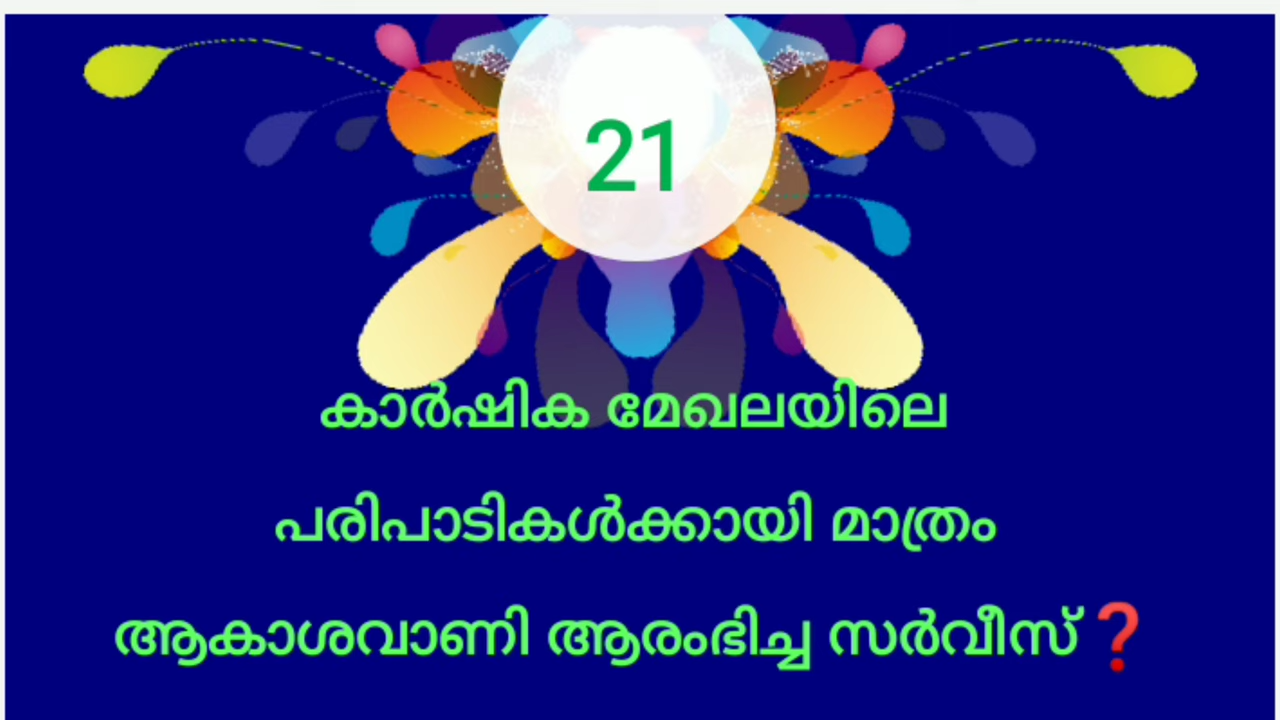 21
കാർഷിക മേഖലയിലെ
പരിപാടികൾക്കായി മാത്രം
ആകാശവാണി ആരംഭിച്ച സർവീസ്❓